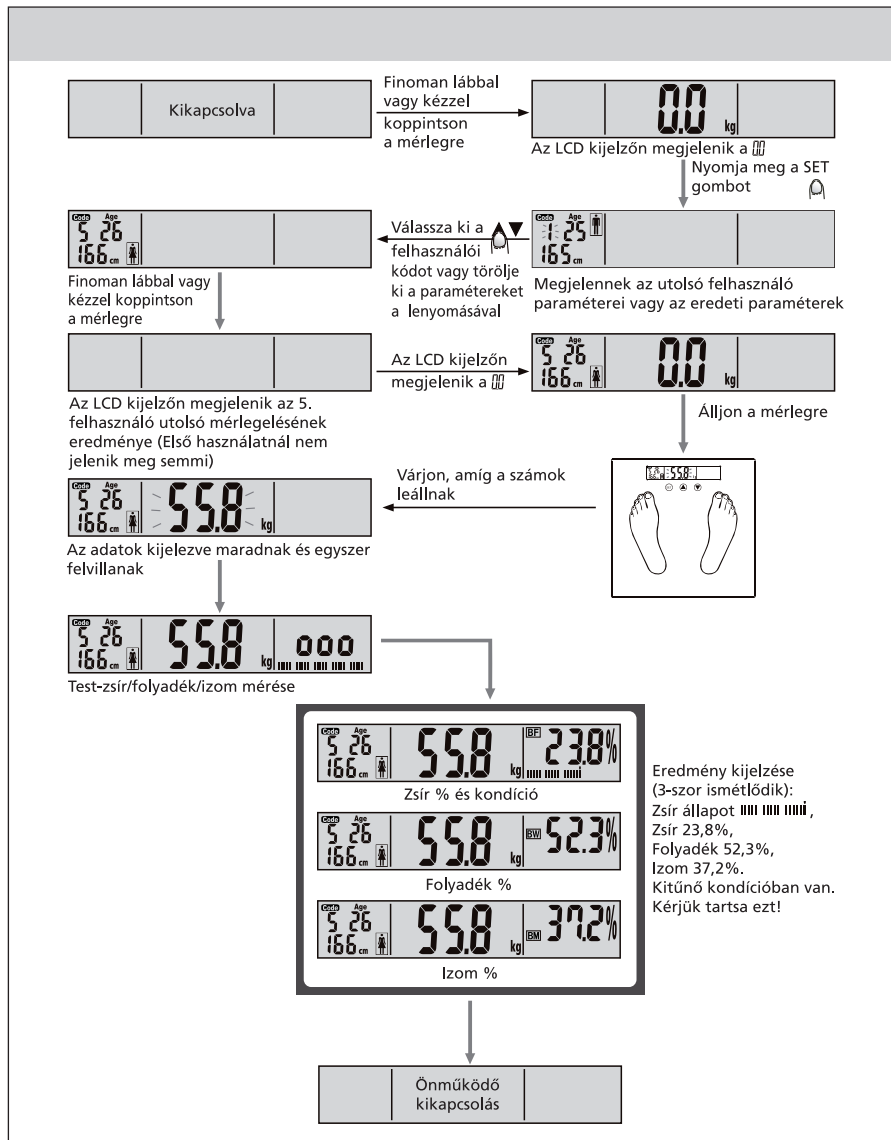 Kikapcsolva
Finoman lábbal
vagy kézzel
koppintson
a mérlegre
0.0 kg
Az LCD kijelzőn megjelenik a 0.0
Nyomja meg a SET
gombot
Code Age
1 25
165 cm
Megjelennek az utolsó felhasználó
paraméterei vagy az eredeti paraméterek
Válassza ki a
felhasználói
kódot vagy törölje
ki a paramétereket
a lenyomásával
Code Age
5 26
166 cm
Finoman lábbal vagy
kézzel koppintson
a mérlegre
Az LCD kijelzőn megjelenik az 5.
felhasználó utolsó mérlegelésének
eredménye (Első használatnál nem
jelenik meg semmi)
Az LCD kijelzőn
megjelenik a 0.0
Code Age
5 26
166 cm
0.0 kg
Álljon a mérlegre
55.8
Várjon, amíg a számok
leállnak
Code Age
5 26
166 cm
55.8 kg
Az adatok kijelezve maradnak és egyszer
felvillanak
Code Age
5 26
166 cm
55.8 kg
ooo
Test-zsír/folyadék/izom mérése
Code Age
5 26
166 cm
55.8 kg
BF 23.8%
Zsír % és kondíció
Code Age
5 26
166 cm
55.8 kg
BW 52.3%
Folyadék %
Code Age
5 26
166 cm
55.8 kg
BM 37.2%
Izom %
Eredmény kijelzése
(3-szor ismétlődik):
Zsír állapot ,
Zsír 23,8%,
Folyadék 52,3%,
Izom 37,2%.
Kitűnő kondícióban van.
Kérjük tartsa ezt!
Önműködő
kikapcsolás